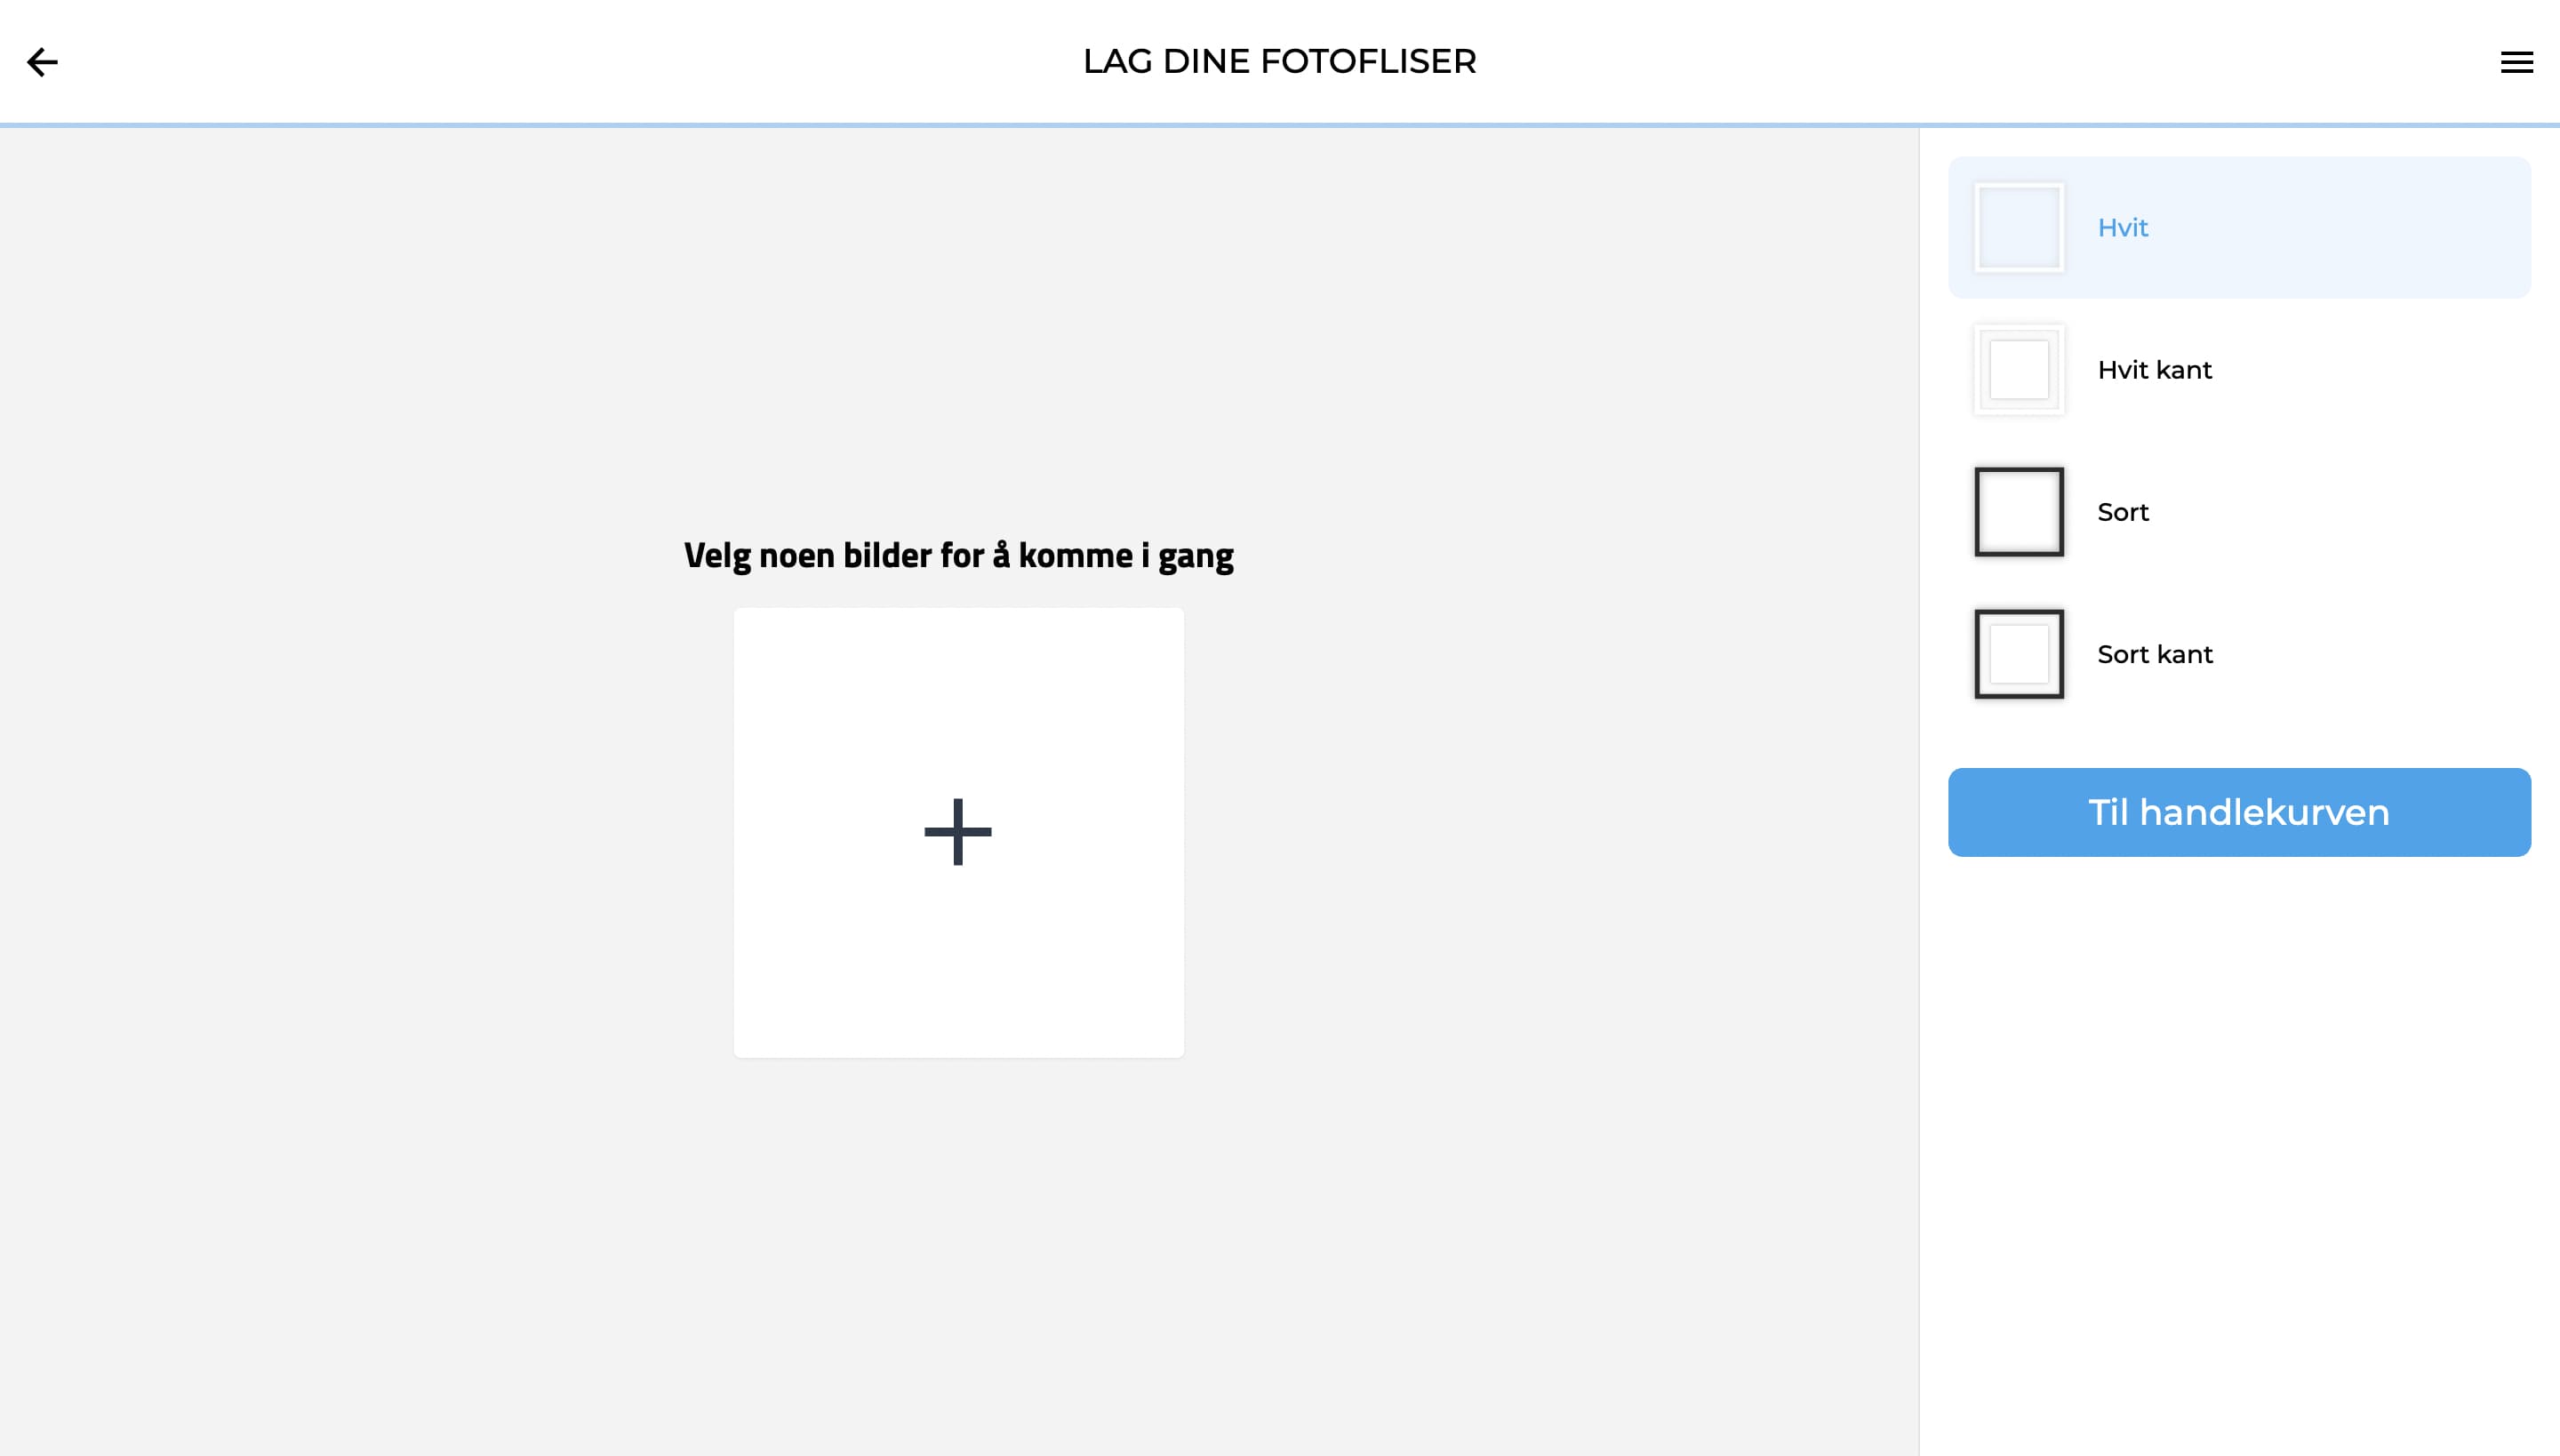 LAG DINE FOTOFLISER
Velg noen bilder for å komme i gang
Hvit
Hvit kant
Sort
Sort kant
Til handlekurven